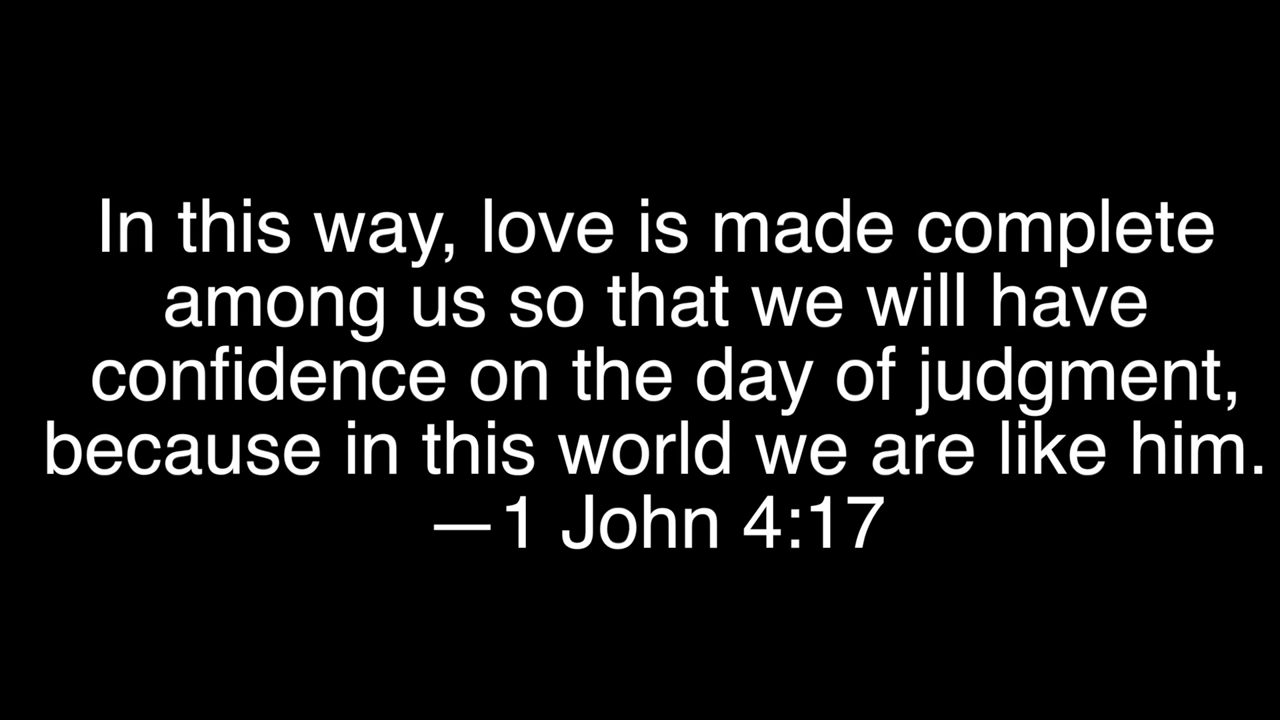 In this way, love is made complete
among us so that we will have
confidence on the day of judgment,
because in this world we are like him.
—1 John 4:17